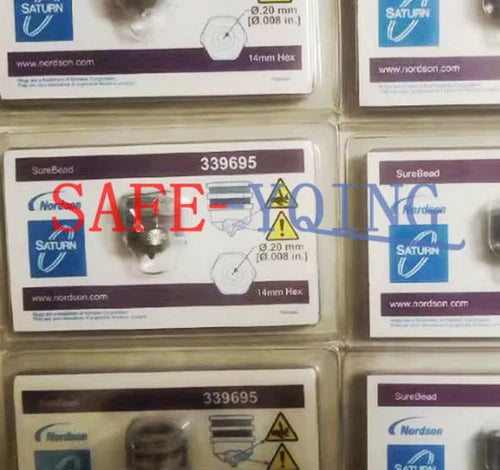 SATURN
Ø.20 mm
[Ø.008 in.]
www.nordson.com
14mm Hex
SureBead
339695
Nordson
SATURN
Ø.20 mm
[Ø.008 in.]
www.nordson.com
14mm Hex
SAFE-YQING
SureBead
Nordson
SATURN
www.nordson.com
SureBead
339695
Nordson
SureBead
Nordson